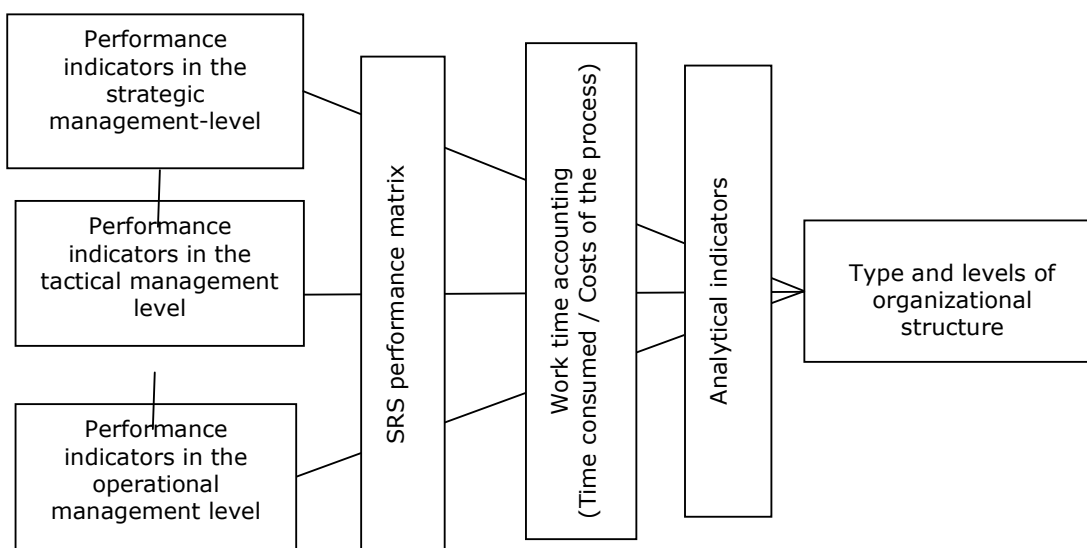 Performance
indicators in the
strategic
management-level
Performance
indicators in the
tactical management
level
Performance
indicators in the
operational
management level
SRS performance matrix
Work time accounting
(Time consumed / Costs of the process)
Analytical indicators
Type and levels of
organizational
structure